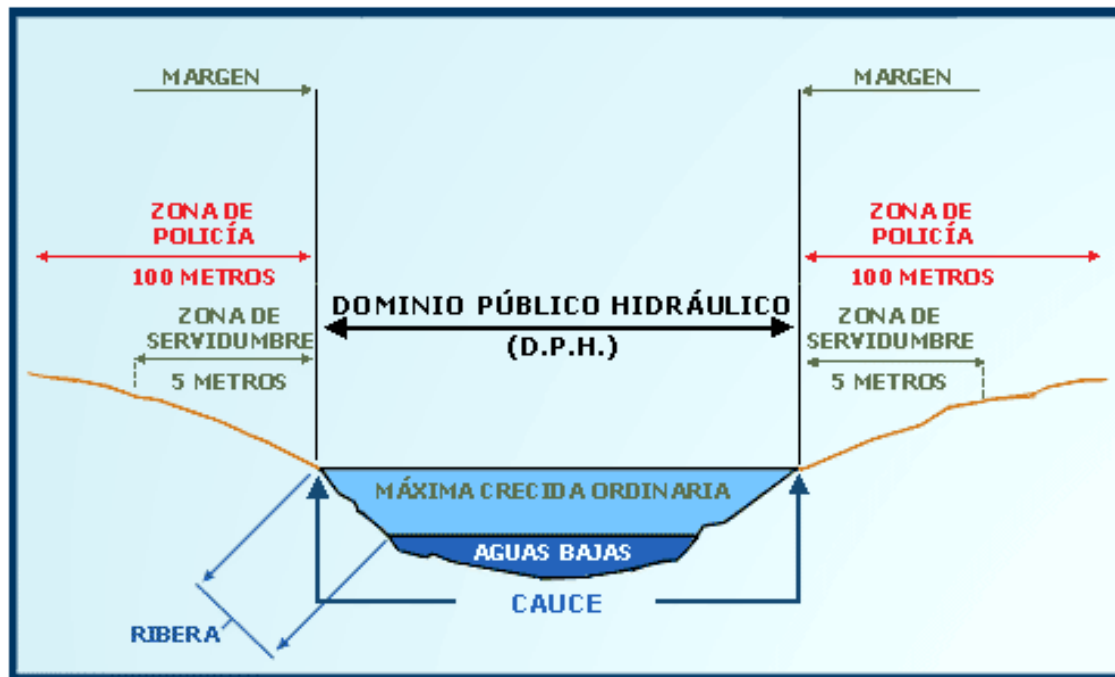 MARGEN
MARGEN
ZONA DE
POLICÍA
100 METROS
ZONA DE
POLICÍA
100 METROS
DOMINIO PÚBLICO HIDRÁULICO
(D.P.H.)
ZONA DE
SERVIDUMBRE
5 METROS
ZONA DE
SERVIDUMBRE
5 METROS
MÁXIMA CRECIDA ORDINARIA
AGUAS BAJAS
CAUCE
RIBERA